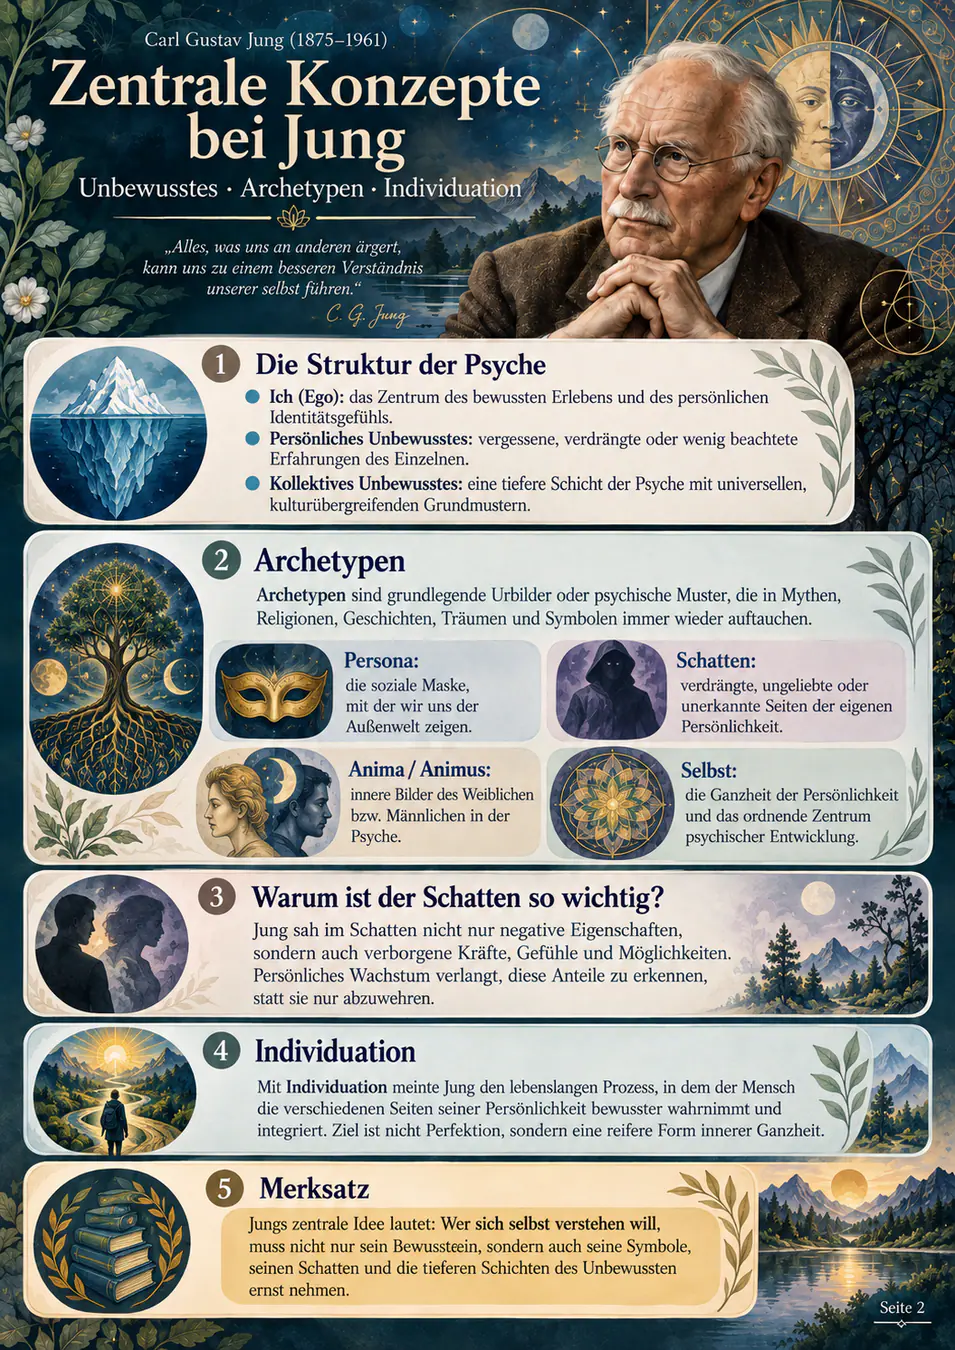 Carl Gustav Jung (1875–1961)
Zentrale Konzepte
bei Jung
Unbewusstes · Archetypen · Individuation
„Alles, was uns an anderen ärgert,
kann uns zu einem besseren Verständnis
unserer selbst führen.“
C. G. Jung
1 Die Struktur der Psyche
Ich (Ego): das Zentrum des bewussten Erlebens und des persönlichen
Identitätsgefühls.
Persönliches Unbewusstes: vergessene, verdrängte oder wenig beachtete
Erfahrungen des Einzelnen.
Kollektives Unbewusstes: eine tiefere Schicht der Psyche mit universellen,
kulturübergreifenden Grundmustern.
2 Archetypen
Archetypen sind grundlegende Urbilder oder psychische Muster, die in Mythen,
Religionen, Geschichten, Träumen und Symbolen immer wieder auftauchen.
Persona:
die soziale Maske,
mit der wir uns der
Außenwelt zeigen.
Schatten:
verdrängte, ungeliebte oder
unerkannte Seiten der eigenen
Persönlichkeit.
Anima / Animus:
innere Bilder des Weiblichen
bzw. Männlichen in der
Psyche.
Selbst:
die Ganzheit der Persönlichkeit
und das ordnende Zentrum
psychischer Entwicklung.
3 Warum ist der Schatten so wichtig?
Jung sah im Schatten nicht nur negative Eigenschaften,
sondern auch verborgene Kräfte, Gefühle und Möglichkeiten.
Persönliches Wachstum verlangt, diese Anteile zu erkennen,
statt sie nur abzuwehren.
4 Individuation
Mit Individuation meinte Jung den lebenslangen Prozess, in dem der Mensch
die verschiedenen Seiten seiner Persönlichkeit bewusster wahrnimmt und
integriert. Ziel ist nicht Perfektion, sondern eine reifere Form innerer Ganzheit.
5 Merksatz
Jungs zentrale Idee lautet: Wer sich selbst verstehen will,
muss nicht nur sein Bewussteein, sondern auch seine Symbole,
seinen Schatten und die tieferen Schichten des Unbewussten
ernst nehmen.
Seite 2